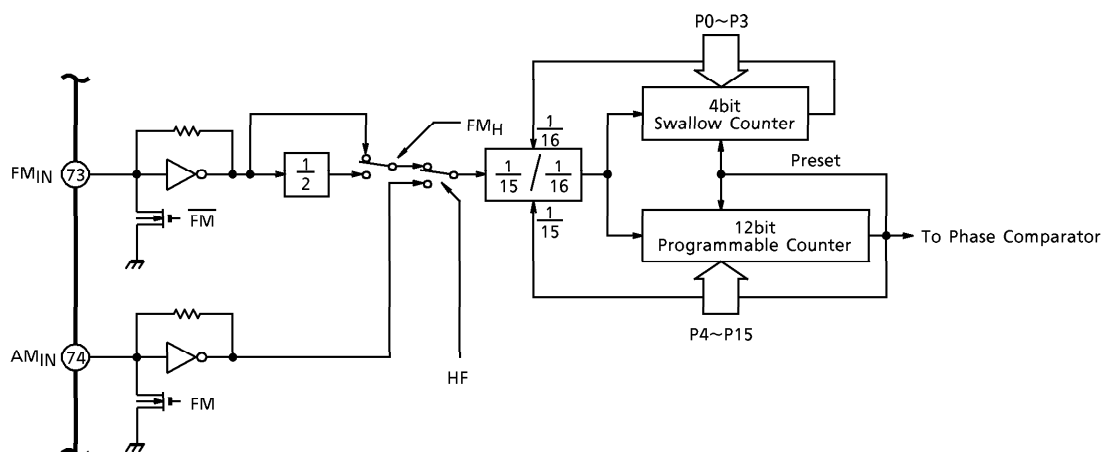 P0~P3
4bit
Swallow Counter
FMH
1/16
FMIN 73
1/2
1/15 / 1/16
Preset
FM
1/15
12bit
Programmable Counter
To Phase Comparator
P4~P15
AMIN 74
HF
FM